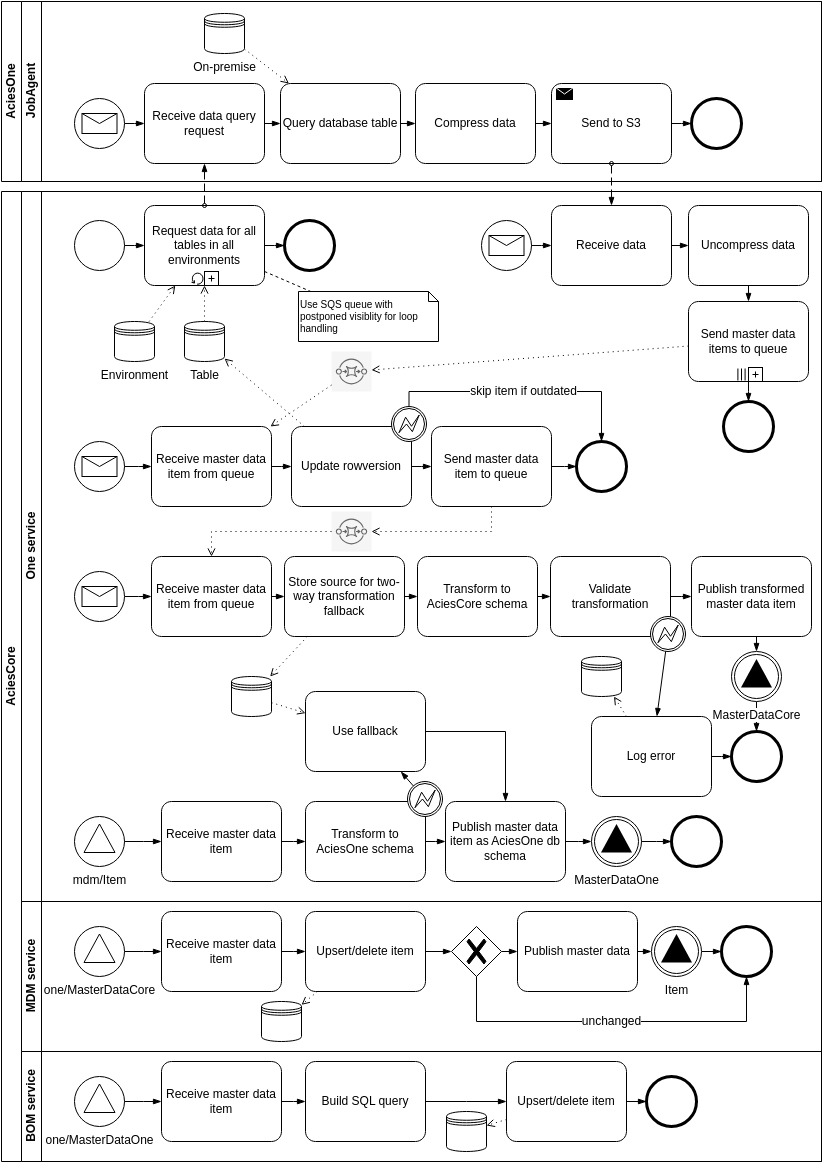 AciesOne
JobAgent
On-premise
Receive data query
request
Query database table
Compress data
Send to S3
AciesCore
One service
Request data for all
tables in all
environments
Receive data
Uncompress data
Use SQS queue with
postponed visiblity for loop
handling
Environment
Table
Send master data
items to queue
skip item if outdated
Receive master data
item from queue
Update rowversion
Send master data
item to queue
Receive master data
item from queue
Store source for two-
way transformation
fallback
Transform to
AciesCore schema
Validate
transformation
Publish transformed
master data item
MasterDataCore
Use fallback
Log error
mdm/Item
Receive master data
item
Transform to
AciesOne schema
Publish master data
item as AciesOne db
schema
MasterDataOne
MDM service
one/MasterDataCore
Receive master data
item
Upsert/delete item
Publish master data
Item
unchanged
BOM service
one/MasterDataOne
Receive master data
item
Build SQL query
Upsert/delete item